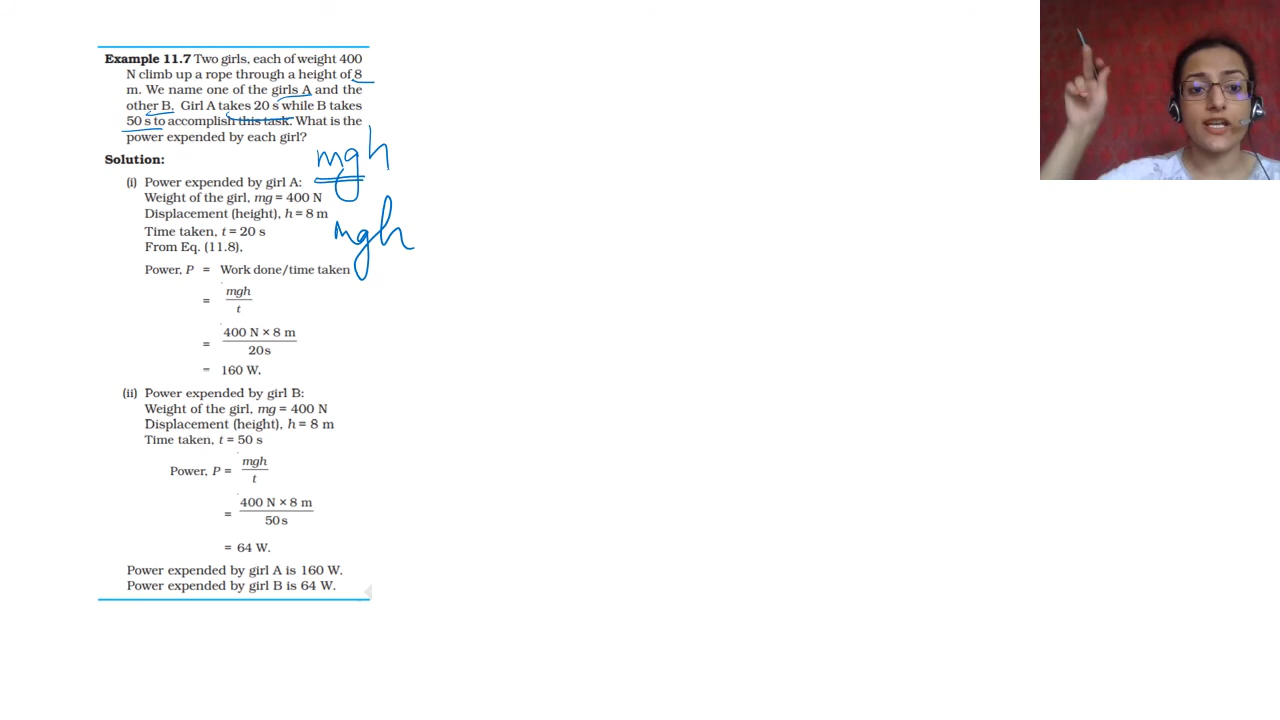 Example 11.7 Two girls, each of weight 400
N climb up a rope through a height of 8
m. We name one of the girls A and the
other B. Girl A takes 20 s while B takes
50 s to accomplish this task. What is the
power expended by each girl?
Solution:
mgh
(i) Power expended by girl A:
Weight of the girl, mg = 400 N
Displacement (height), h = 8 m
Time taken, t = 20 s
mgh
From Eq. (11.8),
Power, P = Work done/time taken
= mgh
t
= 400 N × 8 m
20 s
= 160 W.
(ii) Power expended by girl B:
Weight of the girl, mg = 400 N
Displacement (height), h = 8 m
Time taken, t = 50 s
Power, P = mgh
t
= 400 N × 8 m
50 s
= 64 W.
Power expended by girl A is 160 W.
Power expended by girl B is 64 W.